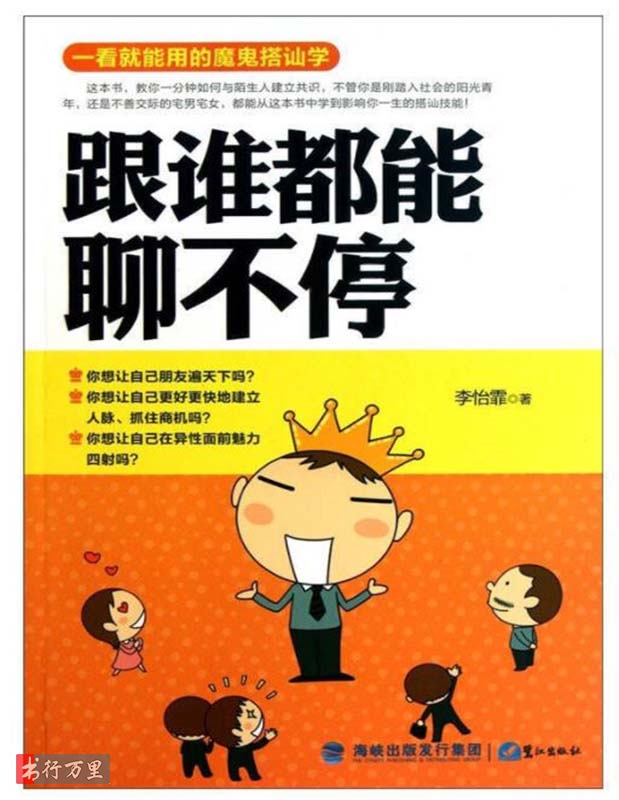 一看就能用的魔鬼搭讪学
这本书，教你一分钟如何与陌生人建立共识，不管你是刚踏入社会的阳光青
年，还是不善交际的宅男宅女，都能从这本书中学到影响你一生的搭讪技能！
跟谁都能
聊不停
你想让自己朋友遍天下吗？
你想让自己更好更快地建立
人脉、抓住商机吗？
你想让自己在异性面前魅力
四射吗？
李怡霏 著
海峡出版发行集团
THE STRAITS PUBLISHING & DISTRIBUTING GROUP
鹭江出版社
书行万里